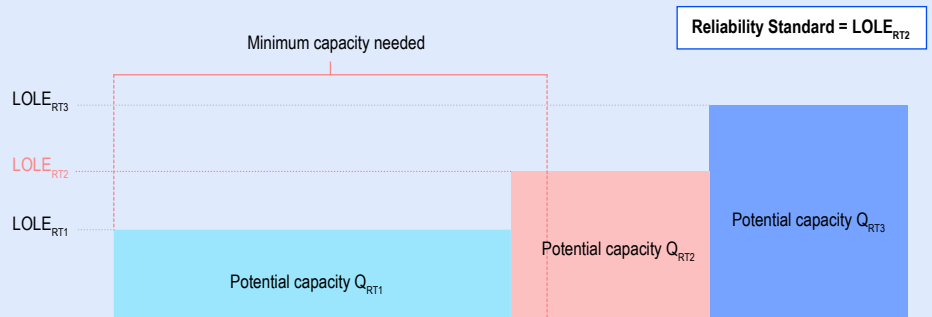 Reliability Standard = LOLE_RT2
Minimum capacity needed
LOLE_RT3
LOLE_RT2
LOLE_RT1
Potential capacity Q_RT3
Potential capacity Q_RT2
Potential capacity Q_RT1